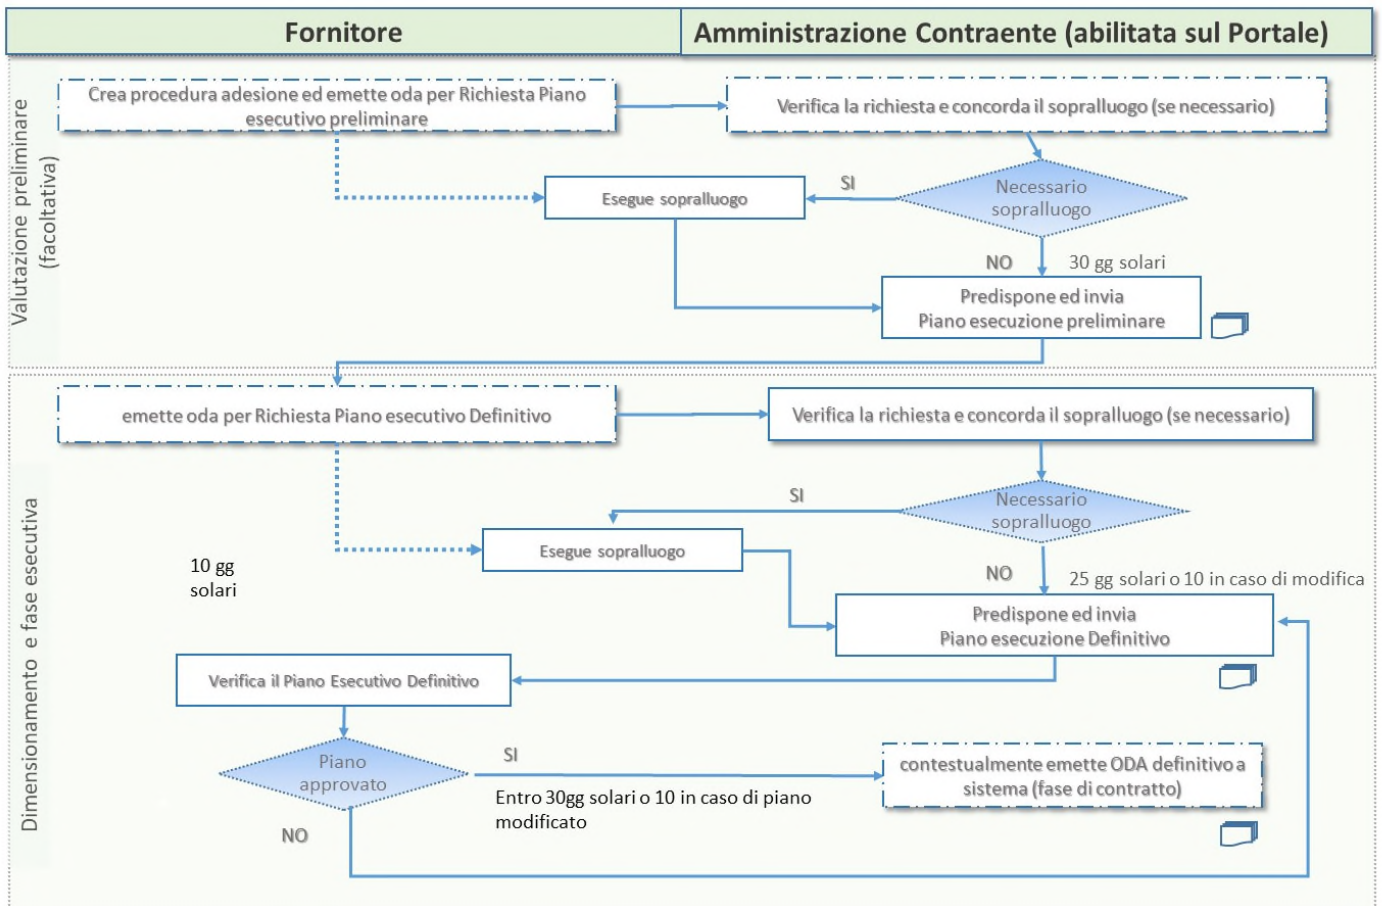 Fornitore
Amministrazione Contraente (abilitata sul Portale)
Valutazione preliminare
(facoltativa)
Crea procedura adesione ed emette oda per Richiesta Piano
esecutivo preliminare
Verifica la richiesta e concorda il sopralluogo (se necessario)
Esegue sopralluogo
SI
Necessario
sopralluogo
NO
30 gg solari
Predispone ed invia
Piano esecuzione preliminare
Dimensionamento e fase esecutiva
emette oda per Richiesta Piano esecutivo Definitivo
Verifica la richiesta e concorda il sopralluogo (se necessario)
SI
Necessario
sopralluogo
Esegue sopralluogo
10 gg
solari
NO
25 gg solari o 10 in caso di modifica
Predispone ed invia
Piano esecuzione Definitivo
Verifica il Piano Esecutivo Definitivo
Piano
approvato
SI
Entro 30gg solari o 10 in caso di piano
modificato
contestualmente emette ODA definitivo a
sistema (fase di contratto)
NO